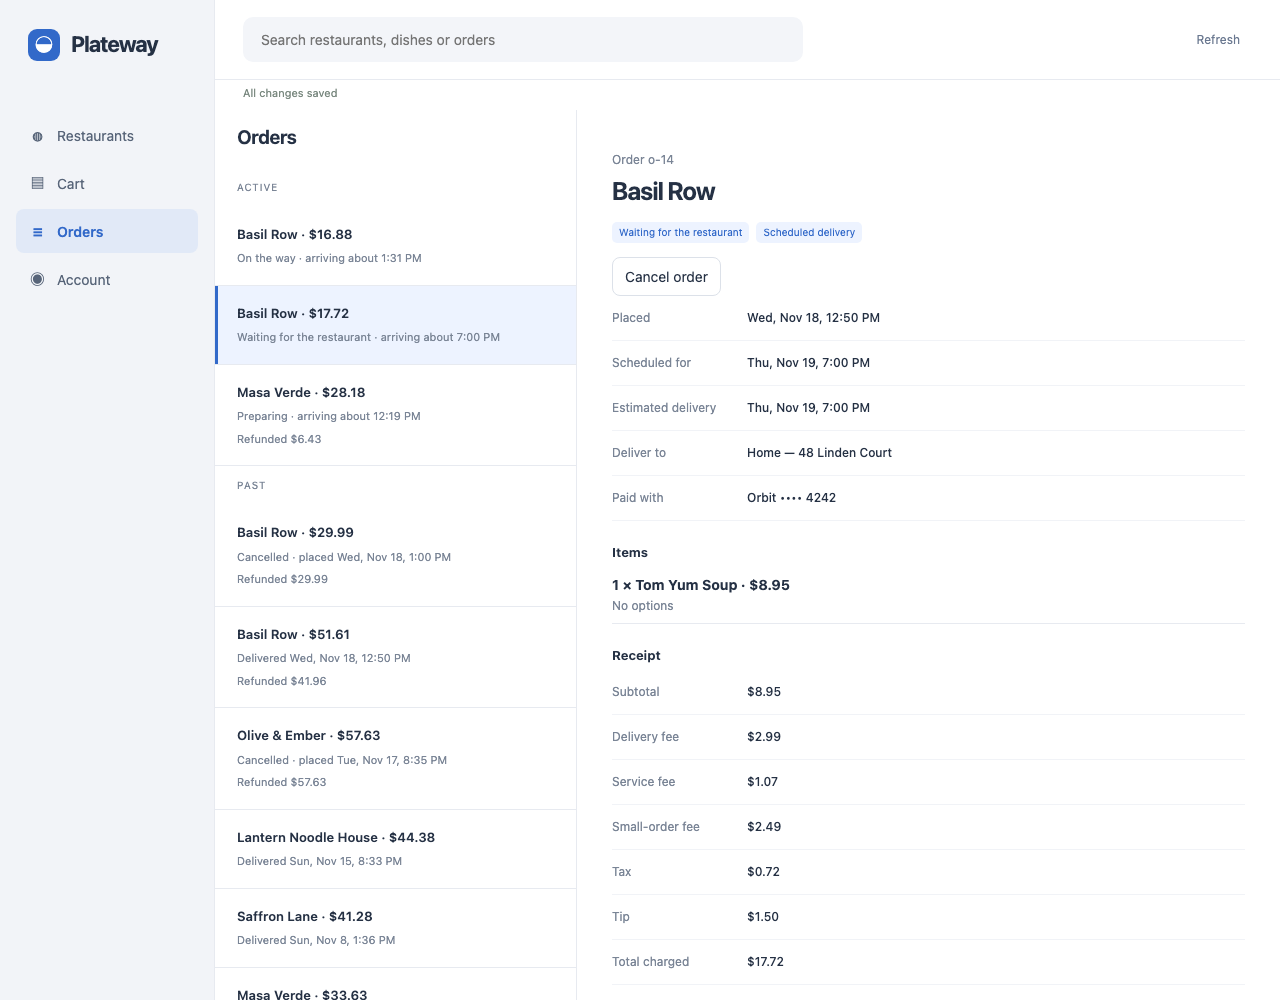 Plateway
Search restaurants, dishes or orders
Refresh
All changes saved
Restaurants
Cart
Orders
Account
Orders
ACTIVE
Basil Row · $16.88
On the way · arriving about 1:31 PM
Basil Row · $17.72
Waiting for the restaurant · arriving about 7:00 PM
Masa Verde · $28.18
Preparing · arriving about 12:19 PM
Refunded $6.43
PAST
Basil Row · $29.99
Cancelled · placed Wed, Nov 18, 1:00 PM
Refunded $29.99
Basil Row · $51.61
Delivered Wed, Nov 18, 12:50 PM
Refunded $41.96
Olive & Ember · $57.63
Cancelled · placed Tue, Nov 17, 8:35 PM
Refunded $57.63
Lantern Noodle House · $44.38
Delivered Sun, Nov 15, 8:33 PM
Saffron Lane · $41.28
Delivered Sun, Nov 8, 1:36 PM
Masa Verde · $33.63
Order o-14
Basil Row
Waiting for the restaurant
Scheduled delivery
Cancel order
Placed Wed, Nov 18, 12:50 PM
Scheduled for Thu, Nov 19, 7:00 PM
Estimated delivery Thu, Nov 19, 7:00 PM
Deliver to Home — 48 Linden Court
Paid with Orbit •••• 4242
Items
1 × Tom Yum Soup · $8.95
No options
Receipt
Subtotal $8.95
Delivery fee $2.99
Service fee $1.07
Small-order fee $2.49
Tax $0.72
Tip $1.50
Total charged $17.72